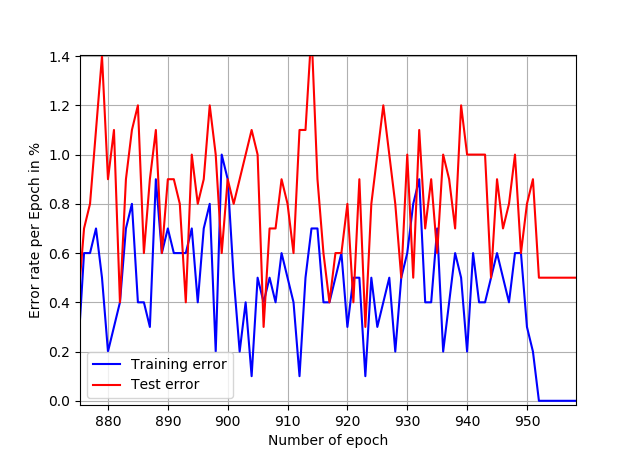 1.4
1.2
1.0
0.8
0.6
0.4
0.2
0.0
Error rate per Epoch in %
Training error
Test error
880 890 900 910 920 930 940 950
Number of epoch